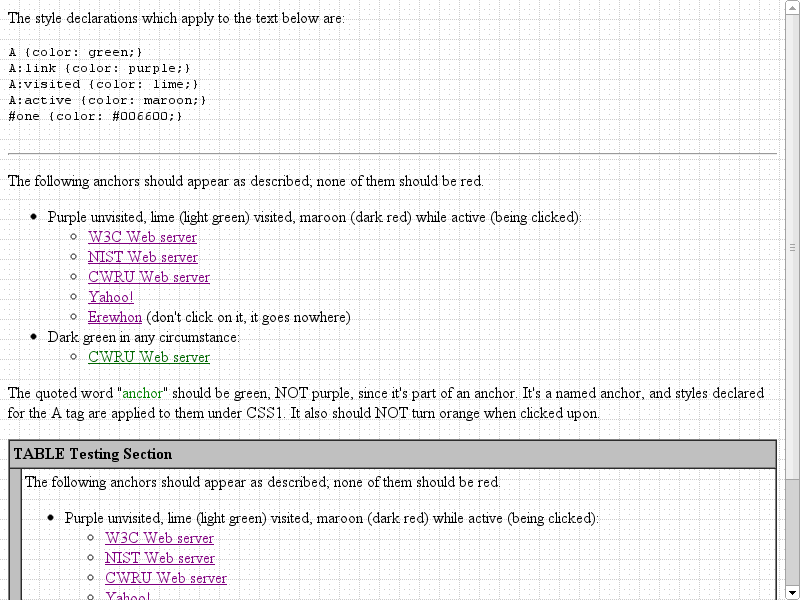 The style declarations which apply to the text below are:
A {color: green;}
A:link {color: purple;}
A:visited {color: lime;}
A:active {color: maroon;}
#one {color: #006600;}
The following anchors should appear as described; none of them should be red.
Purple unvisited, lime (light green) visited, maroon (dark red) while active (being clicked):
W3C Web server
NIST Web server
CWRU Web server
Yahoo!
Erewhon (don't click on it, it goes nowhere)
Dark green in any circumstance:
CWRU Web server
The quoted word "anchor" should be green, NOT purple, since it's part of an anchor. It's a named anchor, and styles declared
for the A tag are applied to them under CSS1. It also should NOT turn orange when clicked upon.
TABLE Testing Section
The following anchors should appear as described; none of them should be red.
Purple unvisited, lime (light green) visited, maroon (dark red) while active (being clicked):
W3C Web server
NIST Web server
CWRU Web server
Yahoo!